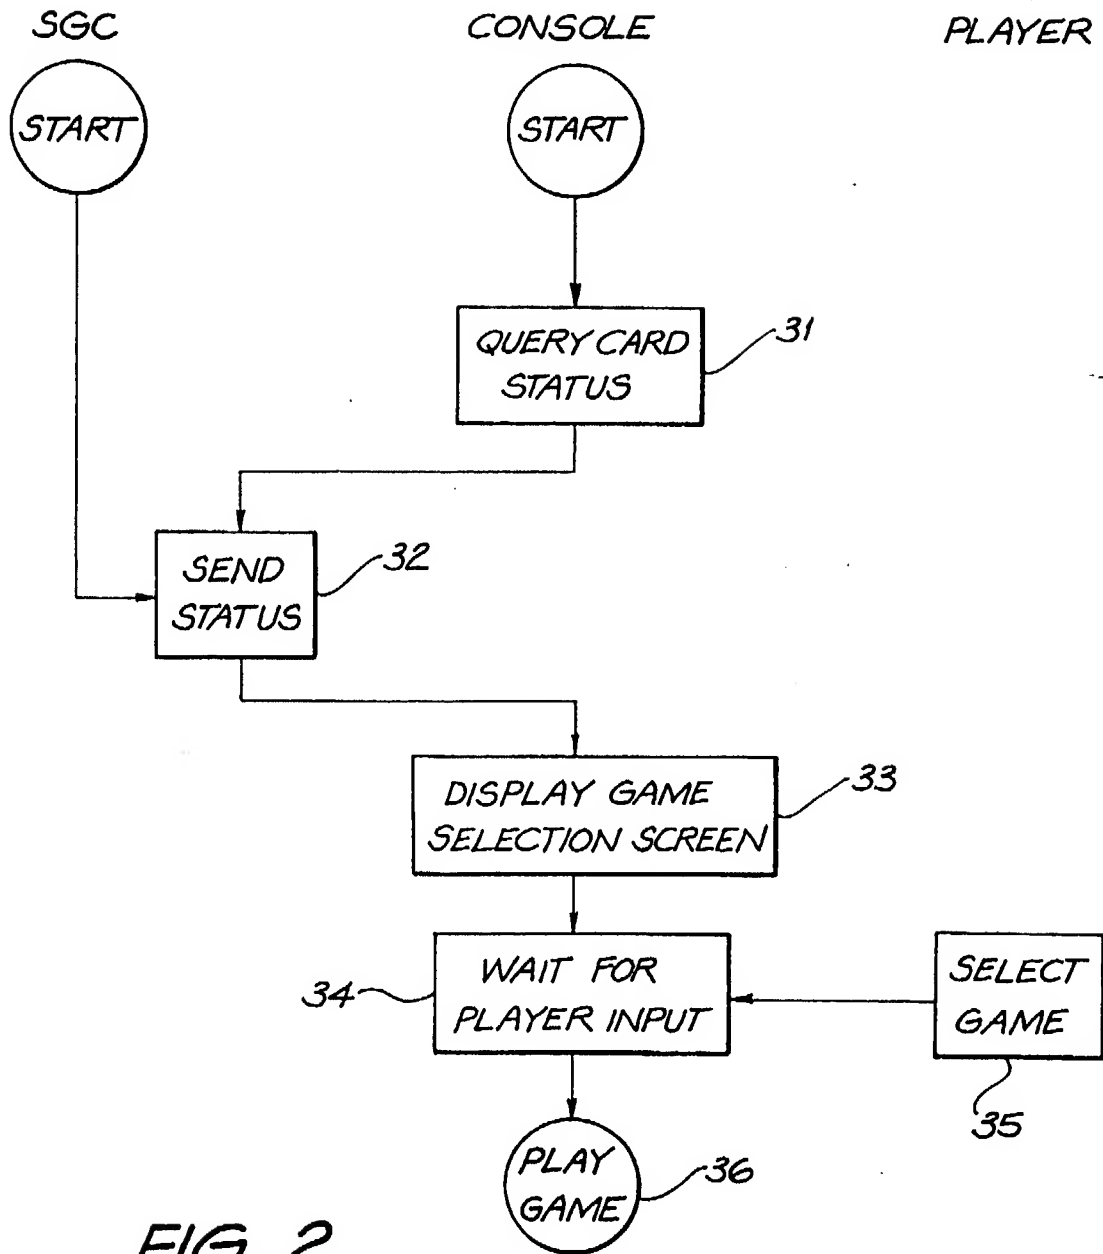 SGC
CONSOLE
PLAYER
START
START
QUERY CARD
STATUS
31
SEND
STATUS
32
DISPLAY GAME
SELECTION SCREEN
33
WAIT FOR
PLAYER INPUT
34
SELECT
GAME
35
PLAY
GAME
36
FIG. 2